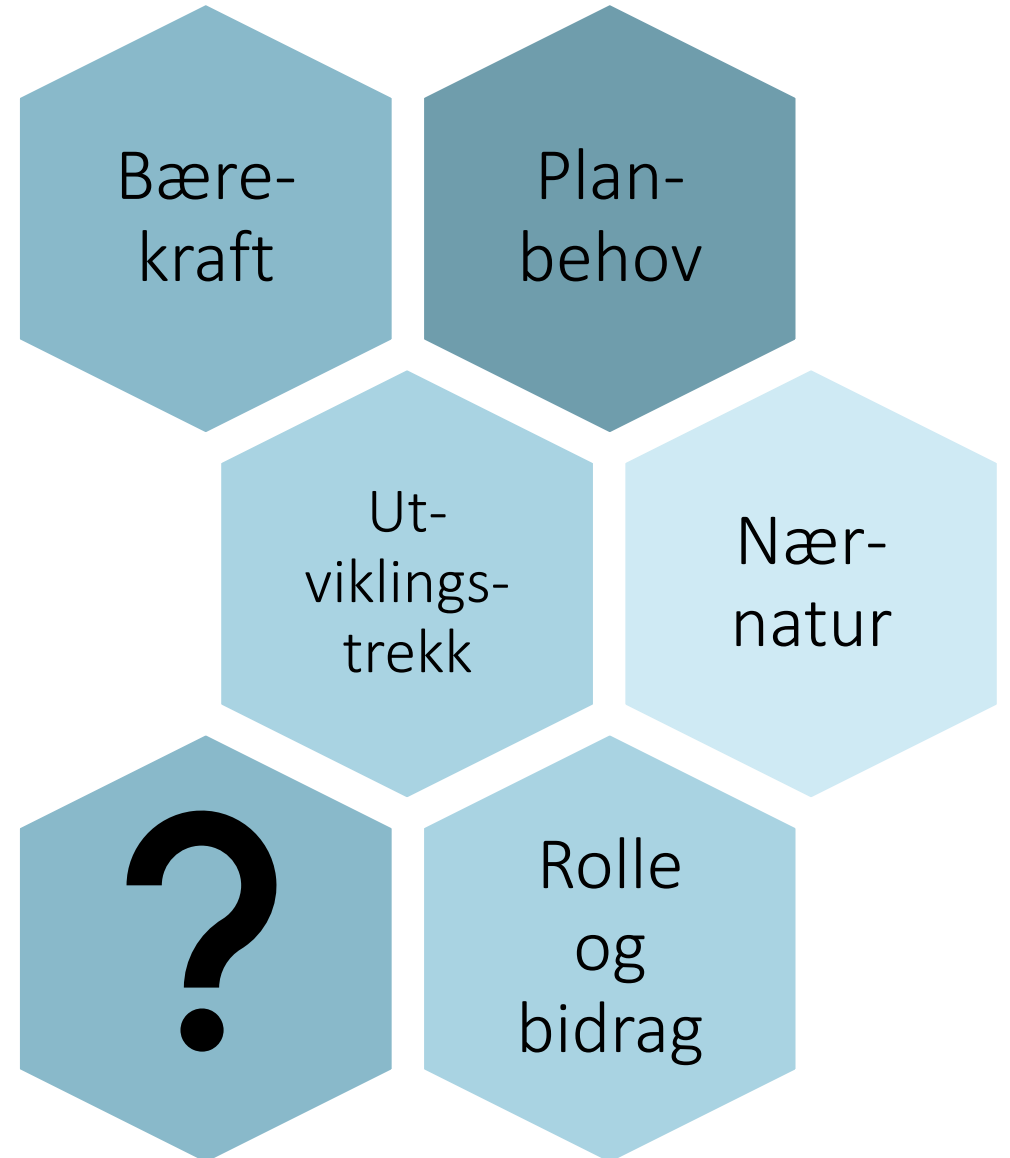 Bære-
kraft
Plan-
behov
Ut-
viklings-
trekk
Nær-
natur
?
Rolle
og
bidrag